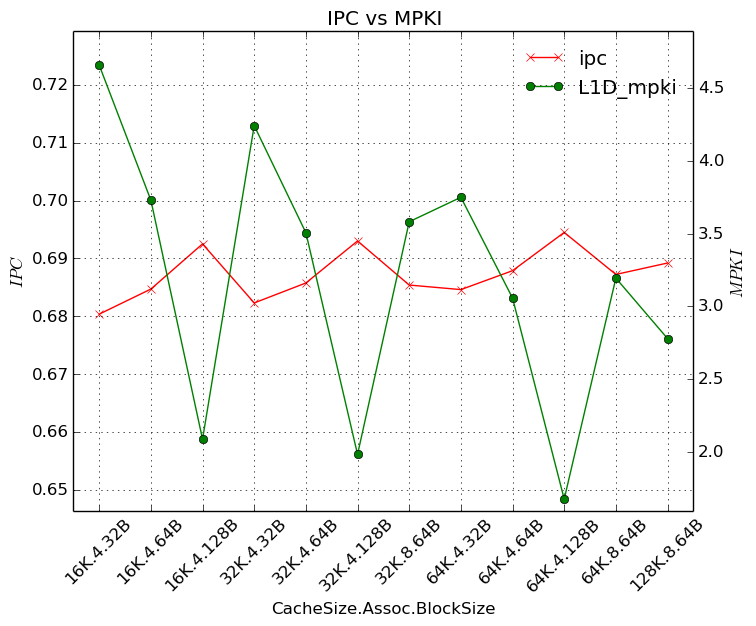 IPC vs MPKI
ipc
L1D_mpki
0.72
0.71
0.70
0.69
0.68
0.67
0.66
0.65
IPC
4.5
4.0
3.5
3.0
2.5
2.0
MPKI
16K.4.32B
16K.4.64B
16K.4.128B
32K.4.32B
32K.4.64B
32K.4.128B
32K.8.64B
64K.4.32B
64K.4.64B
64K.4.128B
64K.8.64B
128K.8.64B
CacheSize.Assoc.BlockSize